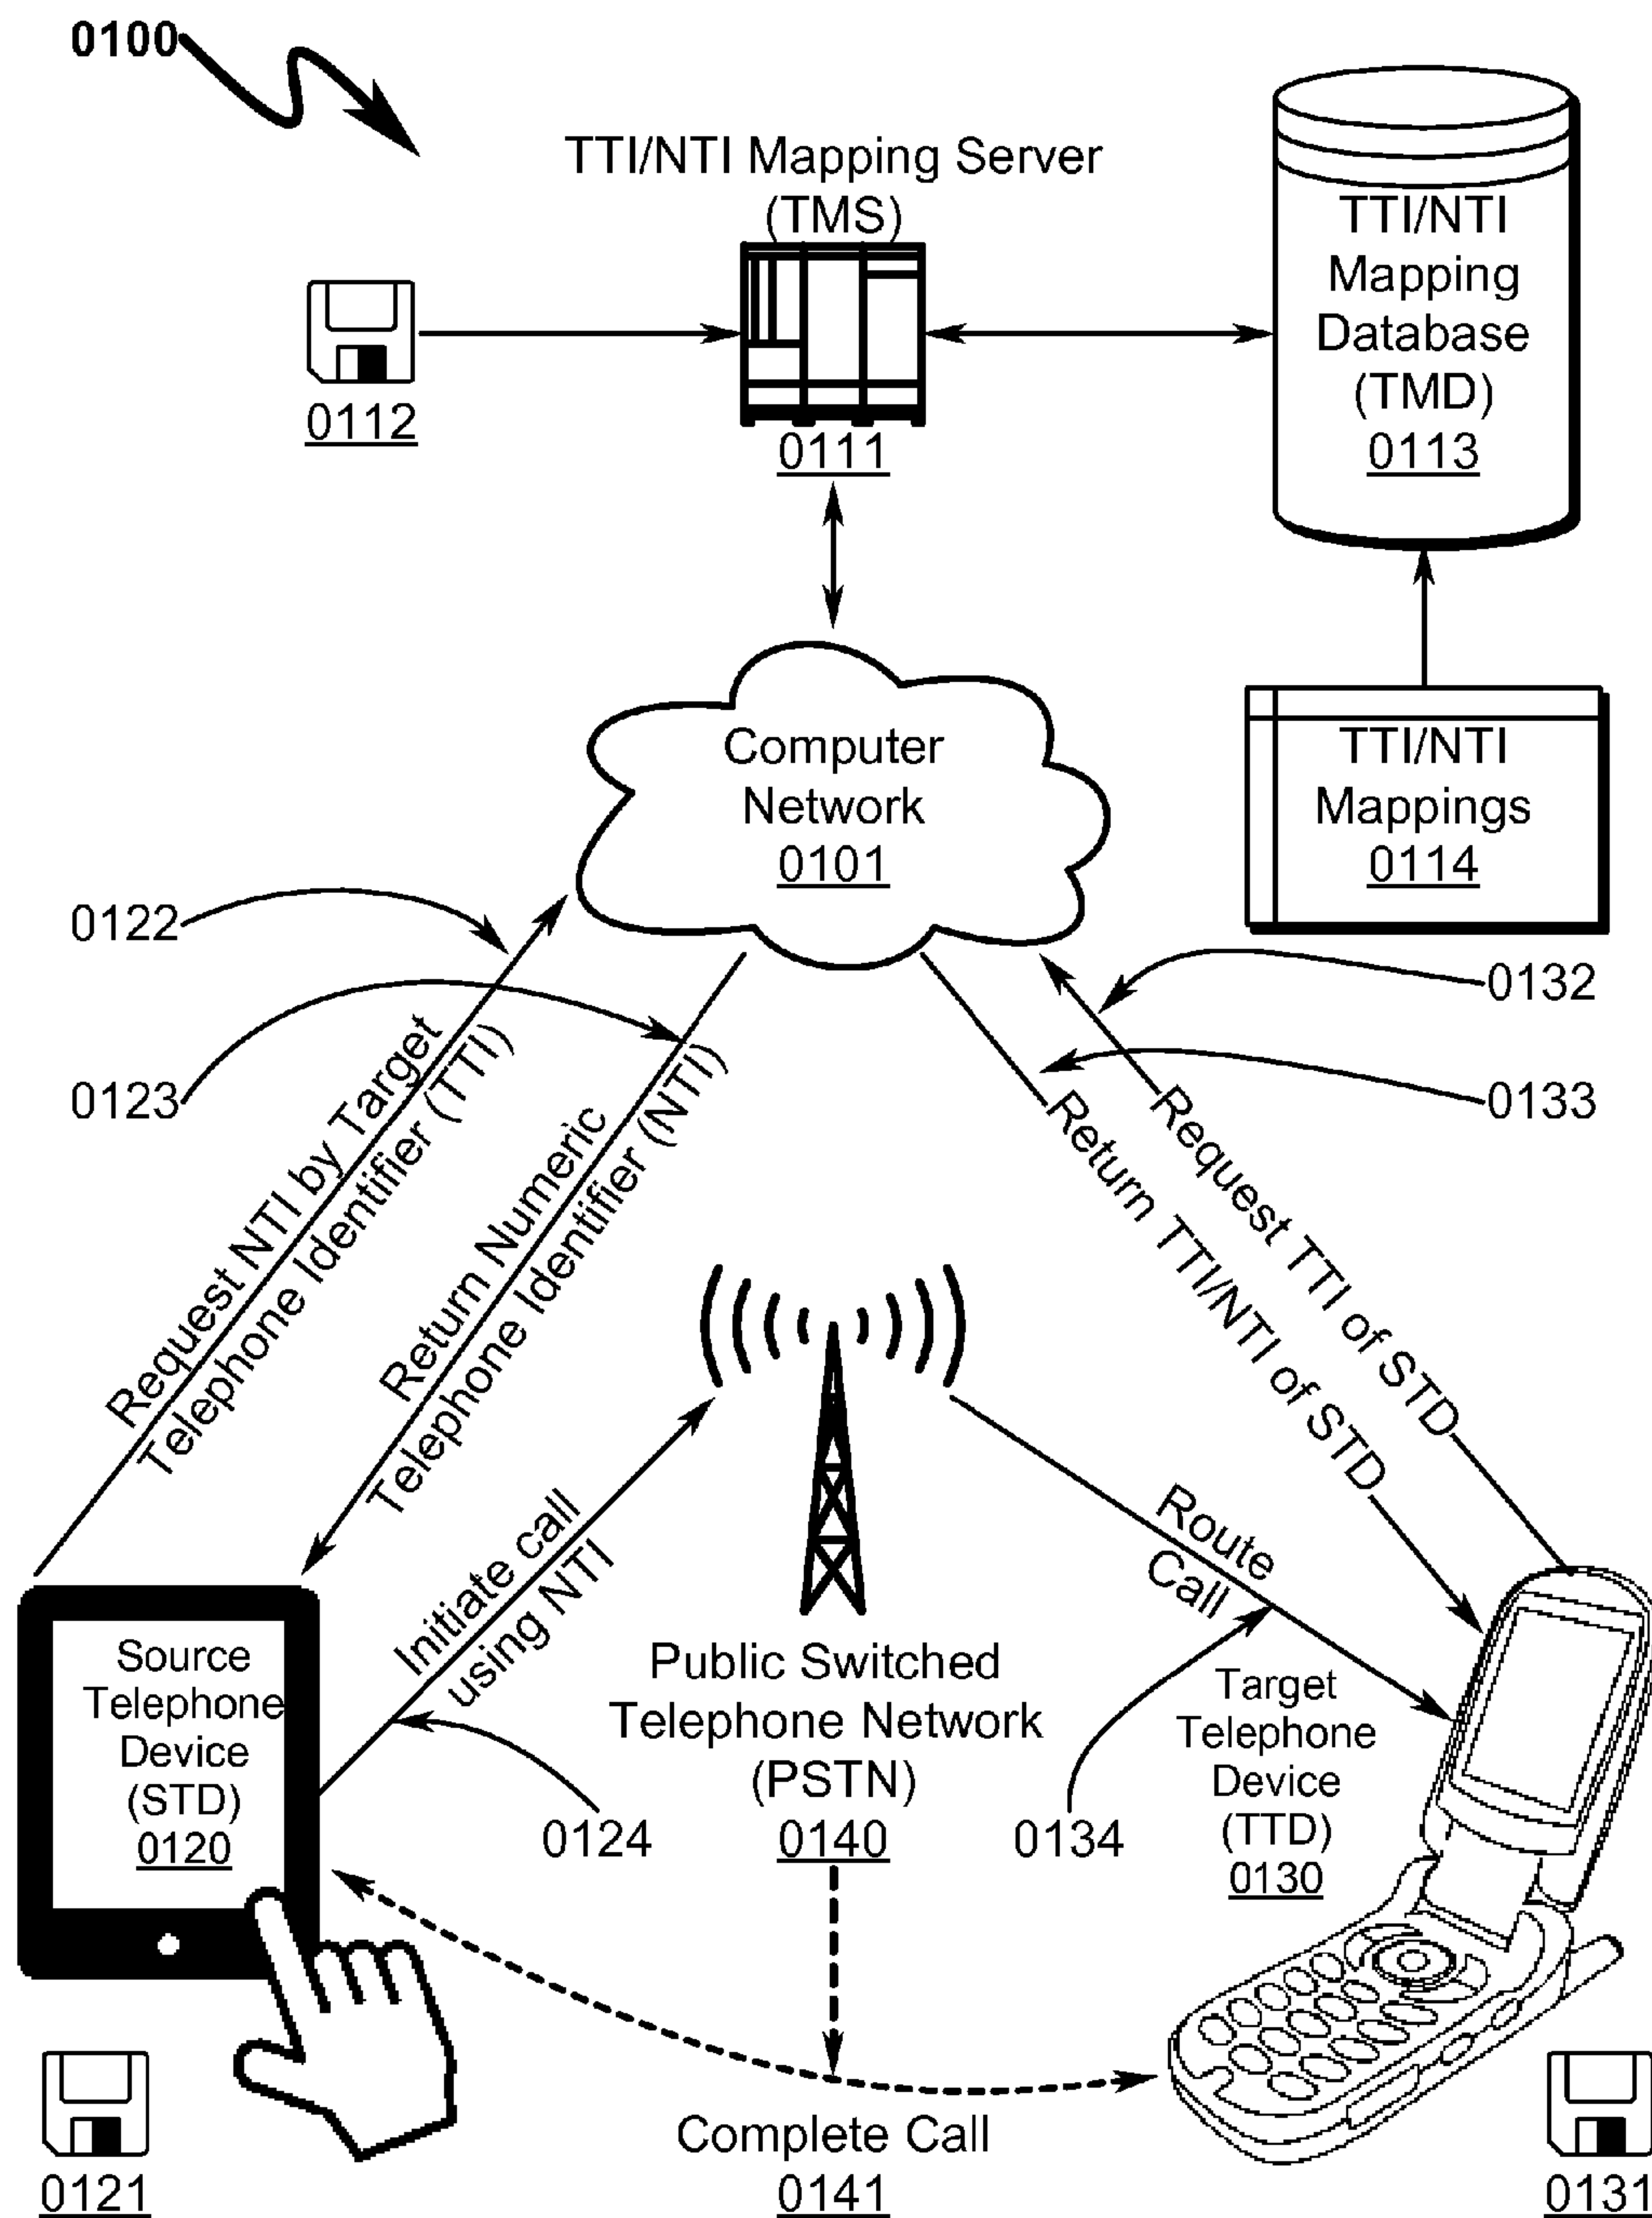 0100
TTI/NTI Mapping Server
(TMS)
0112
0111
TTI/NTI
Mapping
Database
(TMD)
0113
Computer
Network
0101
TTI/NTI
Mappings
0114
0122
0123
0132
0133
Request NTI by Target
Telephone Identifier (TTI)
Return Numeric
Telephone Identifier (NTI)
Return TTI/NTI of STD
Request TTI of STD
Initiate call
using NTI
Route
Call
Source
Telephone
Device
(STD)
0120
0124
Public Switched
Telephone Network
(PSTN)
0140
0134
Target
Telephone
Device
(TTD)
0130
Complete Call
0141
0121
0131